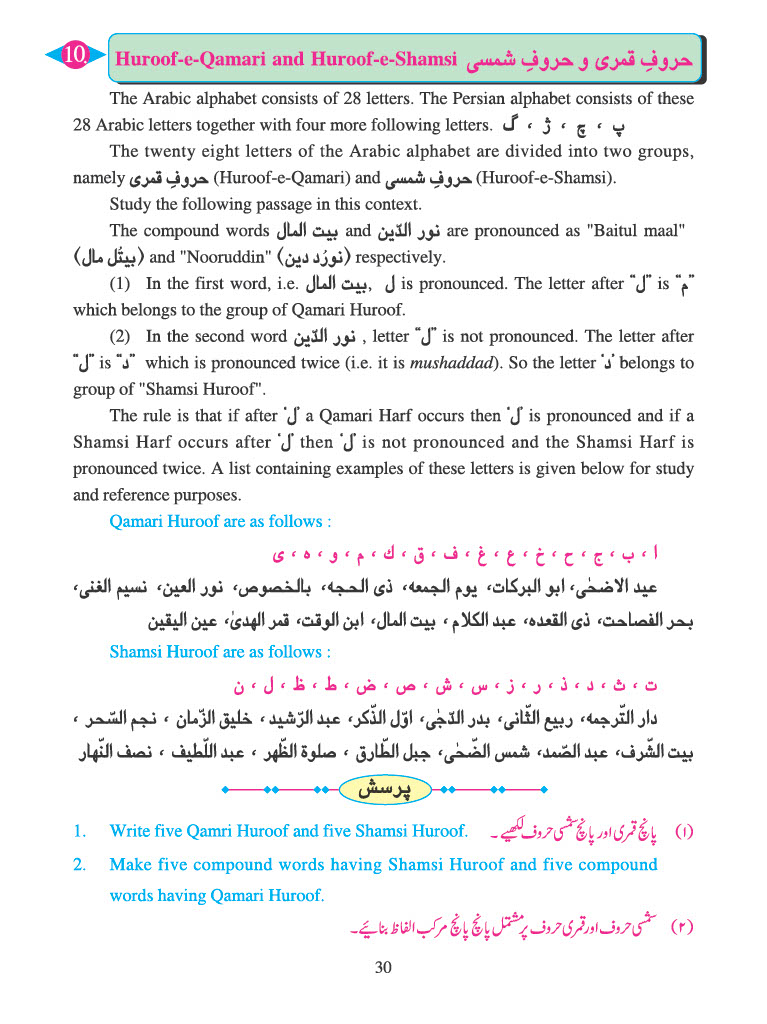 10
Huroof-e-Qamari and Huroof-e-Shamsi حروفِ قمری و حروفِ شمسی
The Arabic alphabet consists of 28 letters. The Persian alphabet consists of these
28 Arabic letters together with four more following letters. پ ، چ ، ژ ، گ
The twenty eight letters of the Arabic alphabet are divided into two groups,
namely حروفِ قمری (Huroof-e-Qamari) and حروفِ شمسی (Huroof-e-Shamsi).
Study the following passage in this context.
The compound words بیت المال and نور الدّین are pronounced as "Baitul maal"
(بیتُل مال) and "Nooruddin" (نورُد دین) respectively.
(1) In the first word, i.e. بیت المال, ل is pronounced. The letter after “ل” is “م”
which belongs to the group of Qamari Huroof.
(2) In the second word نور الدّین , letter “ل” is not pronounced. The letter after
“ل” is “د” which is pronounced twice (i.e. it is mushaddad). So the letter ‘د’ belongs to
group of "Shamsi Huroof".
The rule is that if after ‘ل’ a Qamari Harf occurs then ‘ل’ is pronounced and if a
Shamsi Harf occurs after ‘ل’ then ‘ل’ is not pronounced and the Shamsi Harf is
pronounced twice. A list containing examples of these letters is given below for study
and reference purposes.
Qamari Huroof are as follows :
ا ، ب ، ج ، ح ، خ ، ع ، غ ، ف ، ق ، ك ، م ، و ، ه ، ی
عید الاضحٰی، ابو البرکات، یوم الجمعه، ذی الحجه، بالخصوص، نور العین، نسیم الغنی،
بحر الفصاحت، ذی القعده، عبد الکلام ، بیت المال، ابن الوقت، قمر الهدیٰ، عین الیقین
Shamsi Huroof are as follows :
ت ، ث ، د ، ذ ، ر ، ز ، س ، ش ، ص ، ض ، ط ، ظ ، ل ، ن
دار التّرجمه، ربیع الثّانی، بدر الدّجٰی، اوّل الذّکر، عبد الرّشید ، خلیق الزّمان ، نجم السّحر ،
بیت الشّرف، عبد الصّمد، شمس الضّحٰی، جبل الطّارق ، صلوة الظّهر ، عبد اللّطیف ، نصف النّهار
پرسش
1. Write five Qamri Huroof and five Shamsi Huroof. (۱) پانچ قمری اور پانچ شمسی حروف لکھیے ۔
2. Make five compound words having Shamsi Huroof and five compound
words having Qamari Huroof.
(۲) شمسی حروف اور قمری حروف پر مشتمل پانچ پانچ مرکب الفاظ بنائیے۔
30